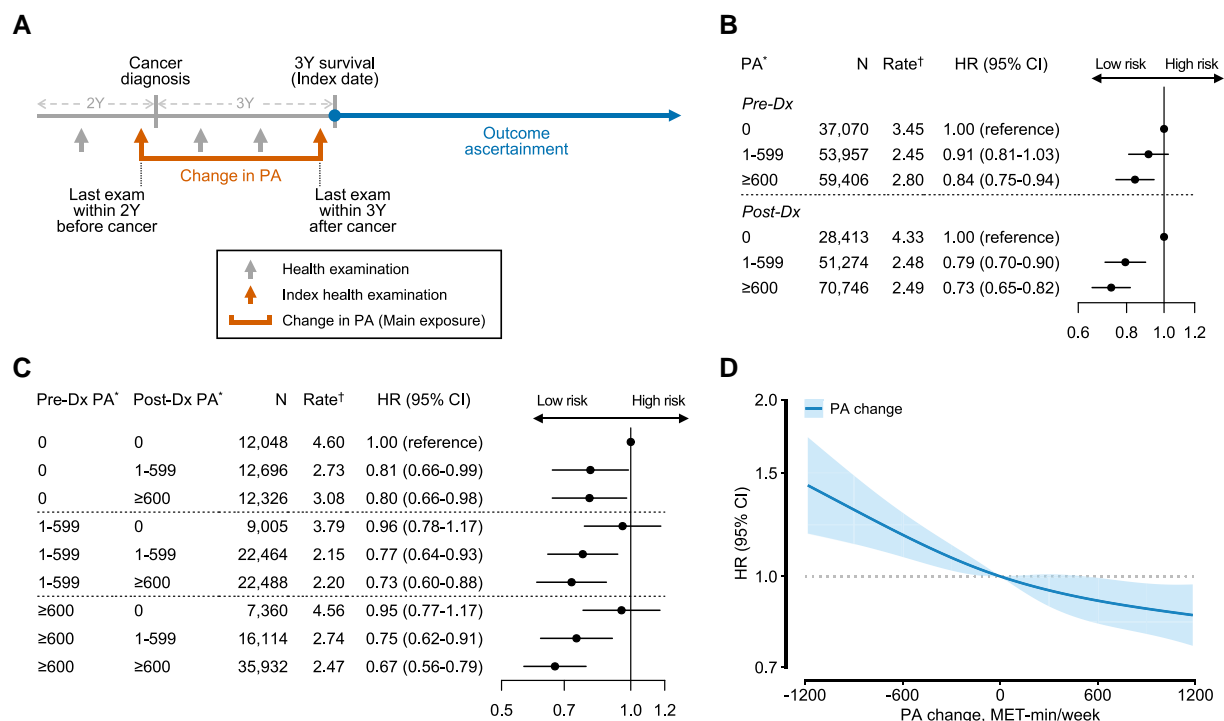 A
Cancer
diagnosis
3Y survival
(Index date)
2Y
3Y
Outcome
ascertainment
Change in PA
Last exam
within 2Y
before cancer
Last exam
within 3Y
after cancer
Health examination
Index health examination
Change in PA (Main exposure)
B
PA* N Rate† HR (95% CI) Low risk High risk
Pre-Dx
0 37,070 3.45 1.00 (reference)
1-599 53,957 2.45 0.91 (0.81-1.03)
≥600 59,406 2.80 0.84 (0.75-0.94)
Post-Dx
0 28,413 4.33 1.00 (reference)
1-599 51,274 2.48 0.79 (0.70-0.90)
≥600 70,746 2.49 0.73 (0.65-0.82)
0.6 0.8 1.0 1.2
C
Pre-Dx PA* Post-Dx PA* N Rate† HR (95% CI) Low risk High risk
0 0 12,048 4.60 1.00 (reference)
0 1-599 12,696 2.73 0.81 (0.66-0.99)
0 ≥600 12,326 3.08 0.80 (0.66-0.98)
1-599 0 9,005 3.79 0.96 (0.78-1.17)
1-599 1-599 22,464 2.15 0.77 (0.64-0.93)
1-599 ≥600 22,488 2.20 0.73 (0.60-0.88)
≥600 0 7,360 4.56 0.95 (0.77-1.17)
≥600 1-599 16,114 2.74 0.75 (0.62-0.91)
≥600 ≥600 35,932 2.47 0.67 (0.56-0.79)
0.5 0.7 1.0 1.2
D
PA change
HR (95% CI)
2.0
1.5
1.0
0.7
-1200 -600 0 600 1200
PA change, MET-min/week